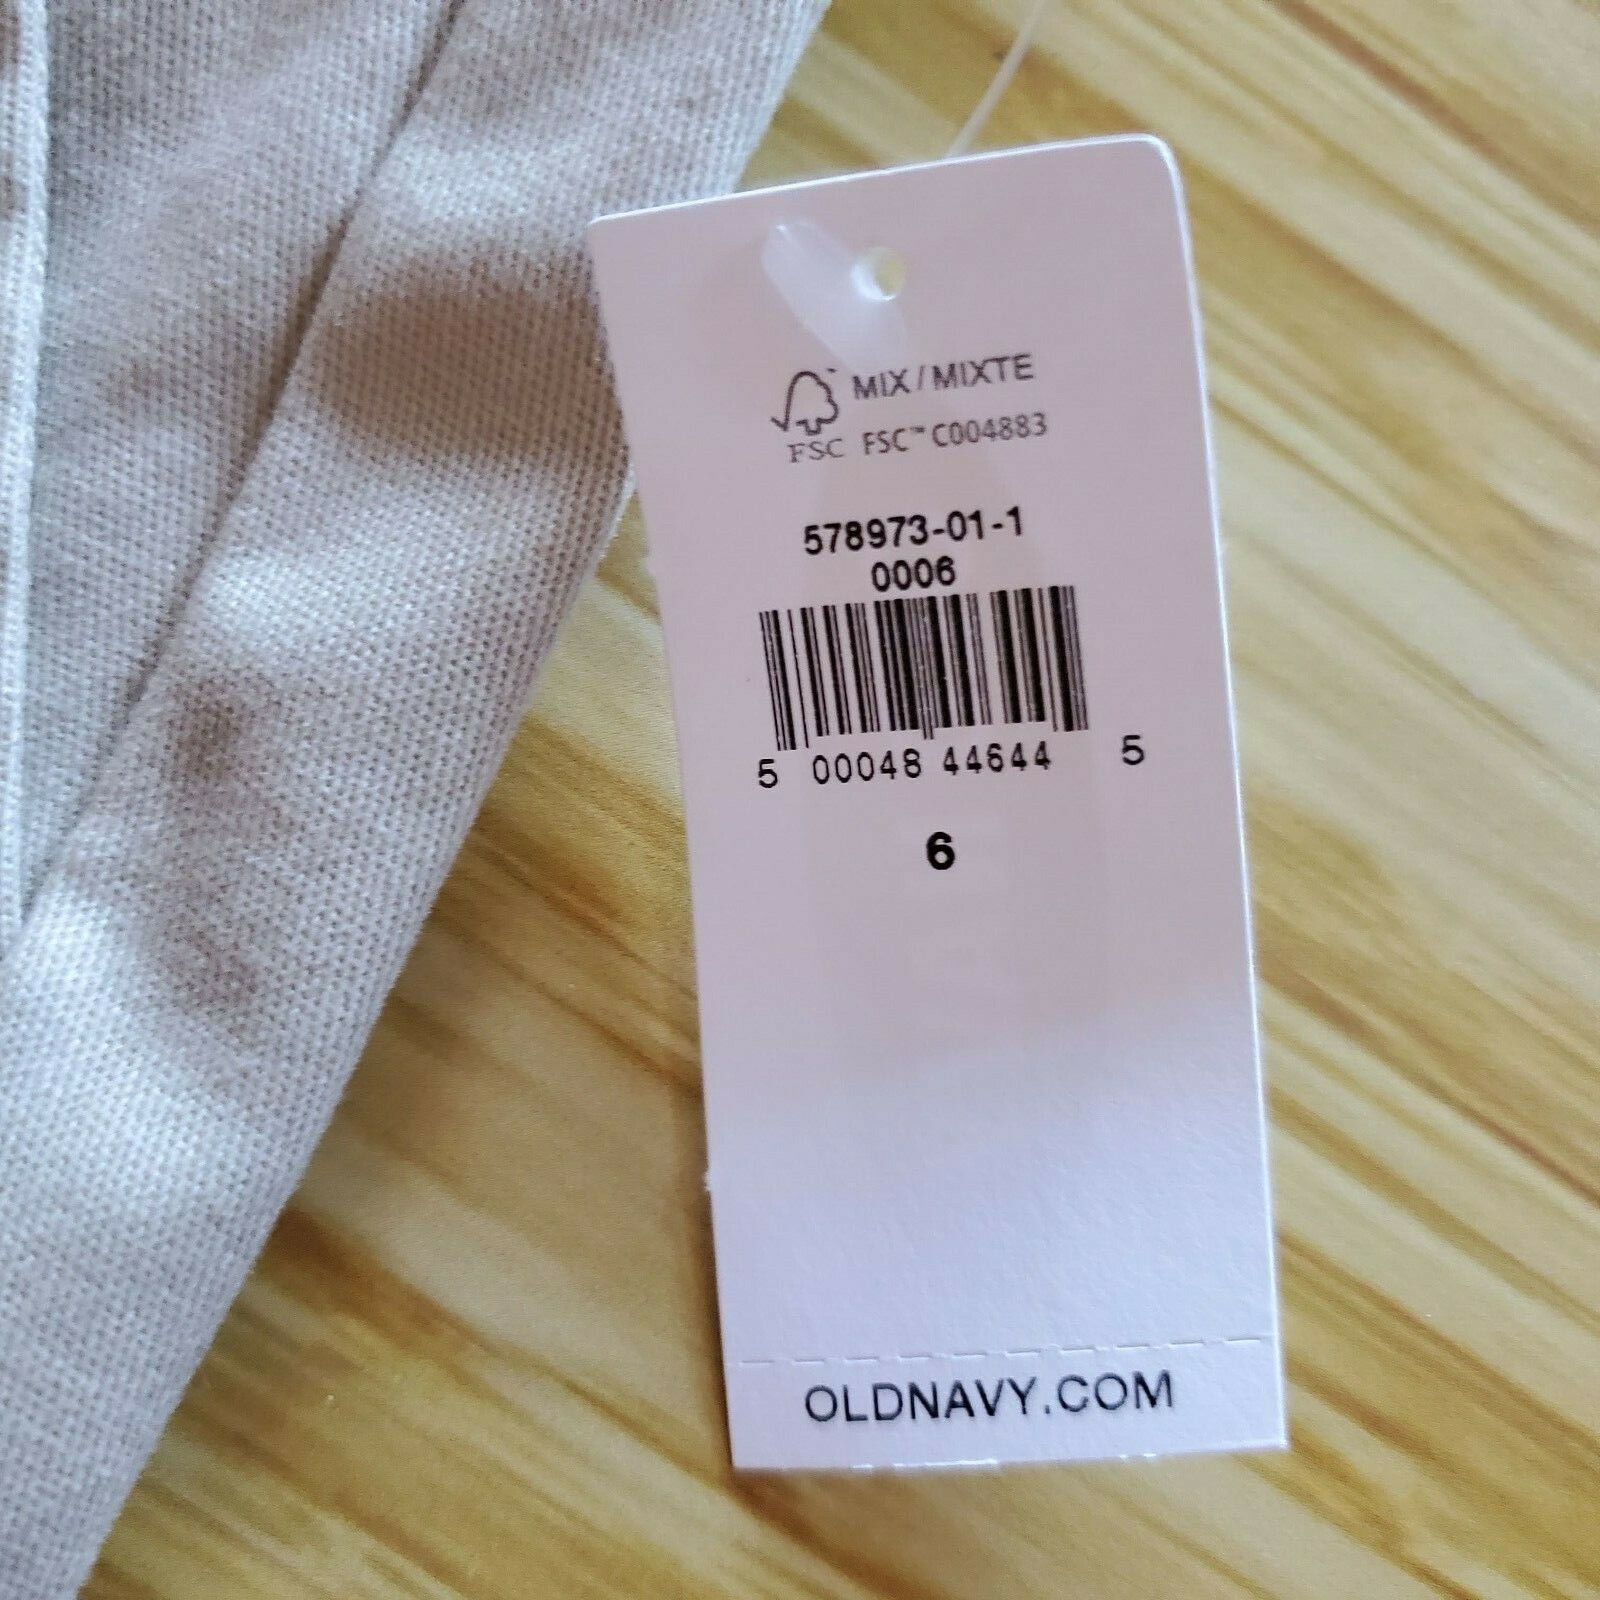 MIX / MIXTE
FSC FSC™ C004883
578973-01-1
0006
5 00048 44644 5
6
OLDNAVY.COM